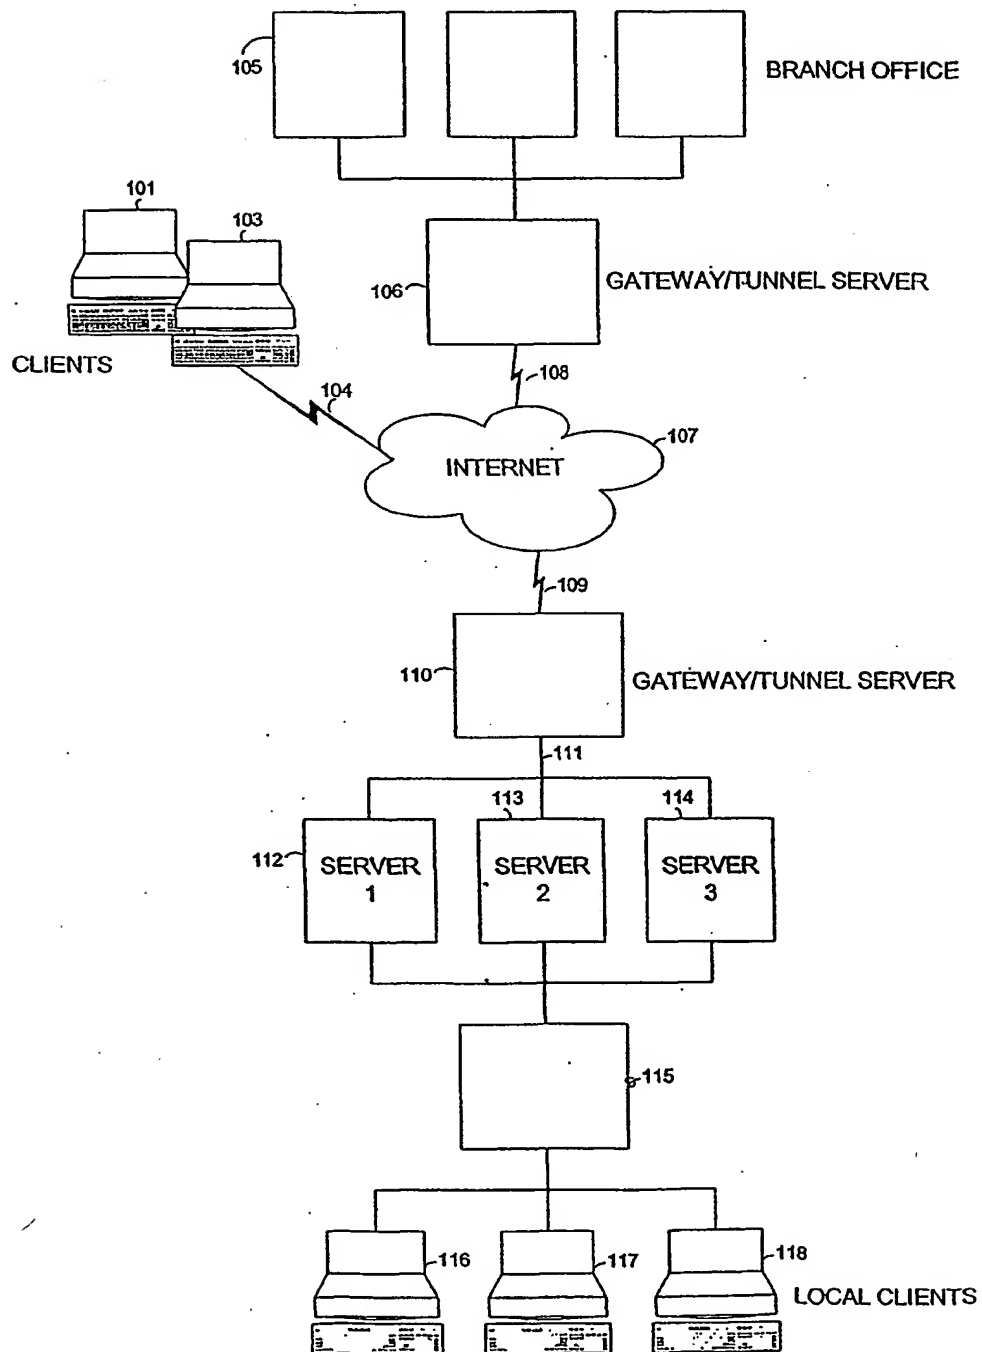 105
BRANCH OFFICE
101
103
106
GATEWAY/TUNNEL SERVER
CLIENTS
108
104
107
INTERNET
109
110
GATEWAY/TUNNEL SERVER
111
113
114
112
SERVER
1
SERVER
2
SERVER
3
115
116
117
118
LOCAL CLIENTS